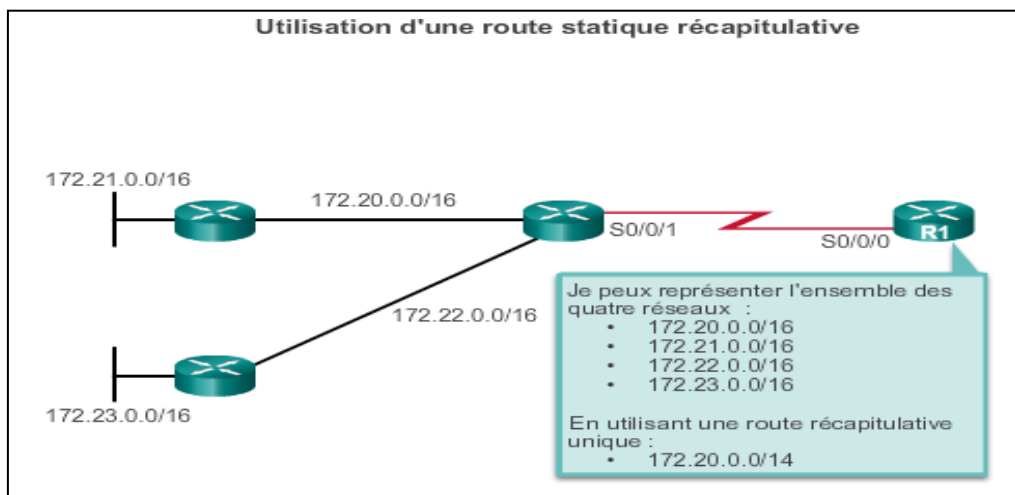 Utilisation d'une route statique récapitulative
172.21.0.0/16
172.20.0.0/16
S0/0/1
S0/0/0
R1
172.22.0.0/16
172.23.0.0/16
Je peux représenter l'ensemble des
quatre réseaux :
• 172.20.0.0/16
• 172.21.0.0/16
• 172.22.0.0/16
• 172.23.0.0/16
En utilisant une route récapitulative
unique :
• 172.20.0.0/14